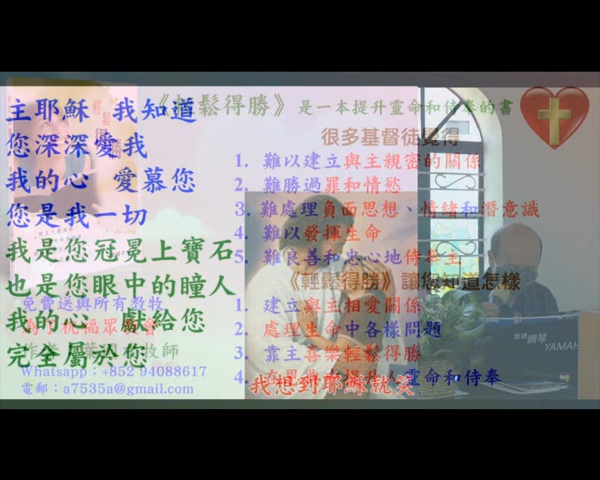 主耶穌 我知道
您深深愛我
我的心 愛慕您
您是我一切
我是您冠冕上寶石
也是您眼中的瞳人
我的心 獻給您
完全屬於您
《輕鬆得勝》是一本提升靈命和侍奉的書
很多基督徒覺得
1. 難以建立與主親密的關係
2. 難勝過罪和情慾
3. 難處理負面思想、情緒和潛意識
4. 難以發揮生命
5. 難良善和忠心地侍奉主
《輕鬆得勝》讓您知道怎樣
1. 建立與主相愛關係
2. 處理生命中各樣問題
3. 靠主喜樂輕鬆得勝
4. 靈命和侍奉
我想到耶穌就笑
免費送與所有教牧
牧師
Whatsapp：+852 94088617
電郵：a7535a@gmail.com
YAMAHA